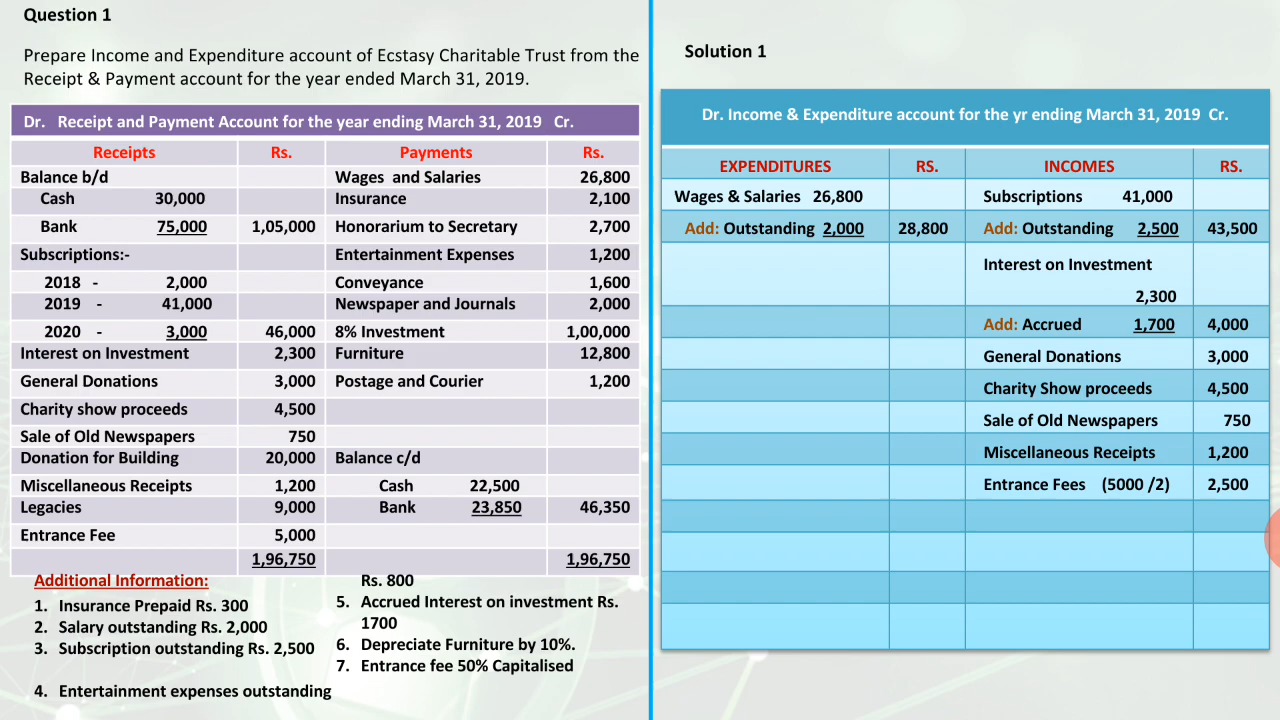 Question 1
Prepare Income and Expenditure account of Ecstasy Charitable Trust from the
Receipt & Payment account for the year ended March 31, 2019.
Dr. Receipt and Payment Account for the year ending March 31, 2019 Cr.
Receipts Rs. Payments Rs.
Balance b/d Wages and Salaries 26,800
Cash 30,000 Insurance 2,100
Bank 75,000 1,05,000 Honorarium to Secretary 2,700
Subscriptions:- Entertainment Expenses 1,200
2018 - 2,000 Conveyance 1,600
2019 - 41,000 Newspaper and Journals 2,000
2020 - 3,000 46,000 8% Investment 1,00,000
Interest on Investment 2,300 Furniture 12,800
General Donations 3,000 Postage and Courier 1,200
Charity show proceeds 4,500
Sale of Old Newspapers 750
Donation for Building 20,000 Balance c/d
Miscellaneous Receipts 1,200 Cash 22,500
Legacies 9,000 Bank 23,850 46,350
Entrance Fee 5,000
1,96,750 1,96,750
Additional Information:
1. Insurance Prepaid Rs. 300
2. Salary outstanding Rs. 2,000
3. Subscription outstanding Rs. 2,500
4. Entertainment expenses outstanding
Rs. 800
5. Accrued Interest on investment Rs.
1700
6. Depreciate Furniture by 10%.
7. Entrance fee 50% Capitalised
Solution 1
Dr. Income & Expenditure account for the yr ending March 31, 2019 Cr.
EXPENDITURES RS. INCOMES RS.
Wages & Salaries 26,800 Subscriptions 41,000
Add: Outstanding 2,000 28,800 Add: Outstanding 2,500 43,500
Interest on Investment
2,300
Add: Accrued 1,700 4,000
General Donations 3,000
Charity Show proceeds 4,500
Sale of Old Newspapers 750
Miscellaneous Receipts 1,200
Entrance Fees (5000 /2) 2,500